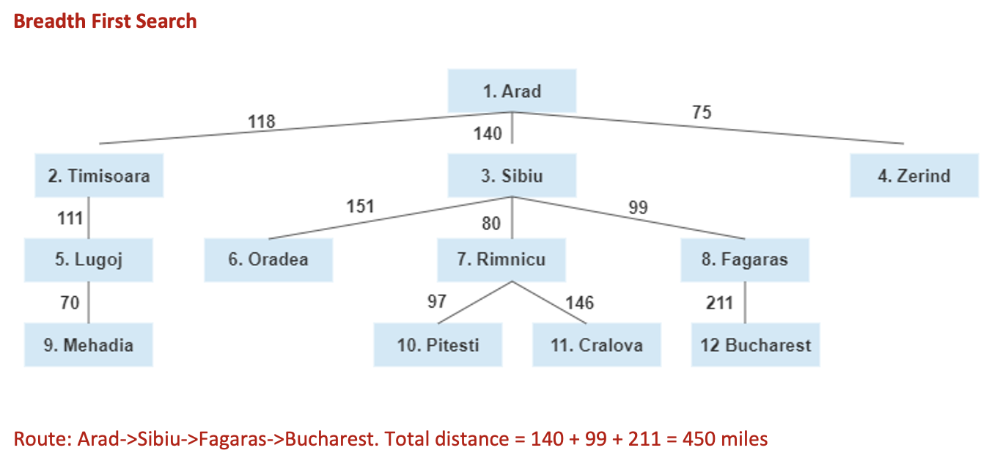 Breadth First Search
1. Arad
118
75
140
2. Timisoara
3. Sibiu
4. Zerind
151
99
111
80
5. Lugoj
6. Oradea
7. Rimnicu
8. Fagaras
70
97
146
211
9. Mehadia
10. Pitesti
11. Cralova
12 Bucharest
Route: Arad->Sibiu->Fagaras->Bucharest. Total distance = 140 + 99 + 211 = 450 miles